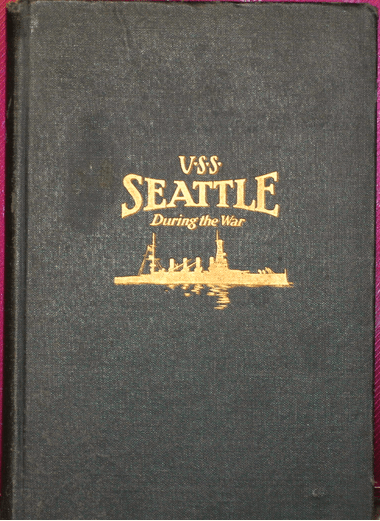 U·S·S·
SEATTLE
During the War